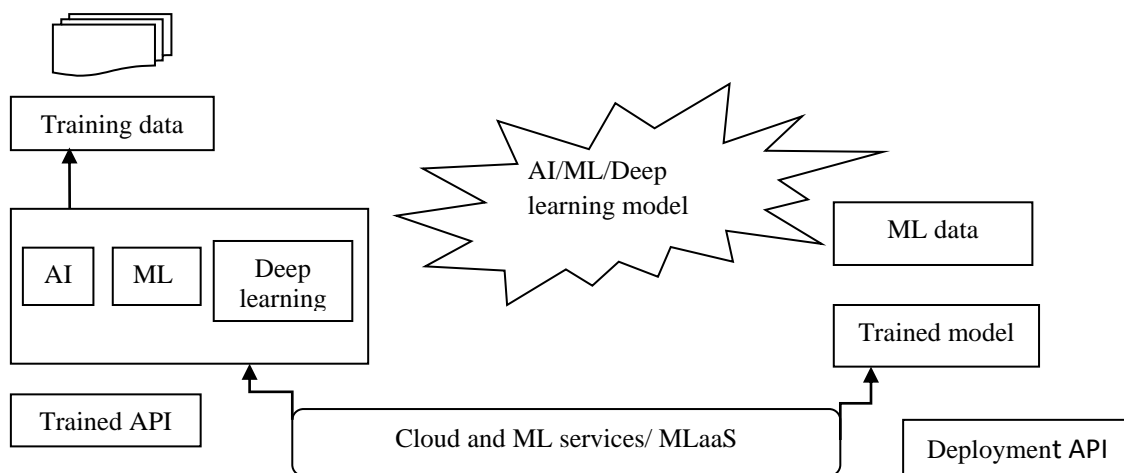 Training data
AI/ML/Deep
learning model
ML data
AI
ML
Deep
learning
Trained model
Trained API
Cloud and ML services/ MLaaS
Deployment API